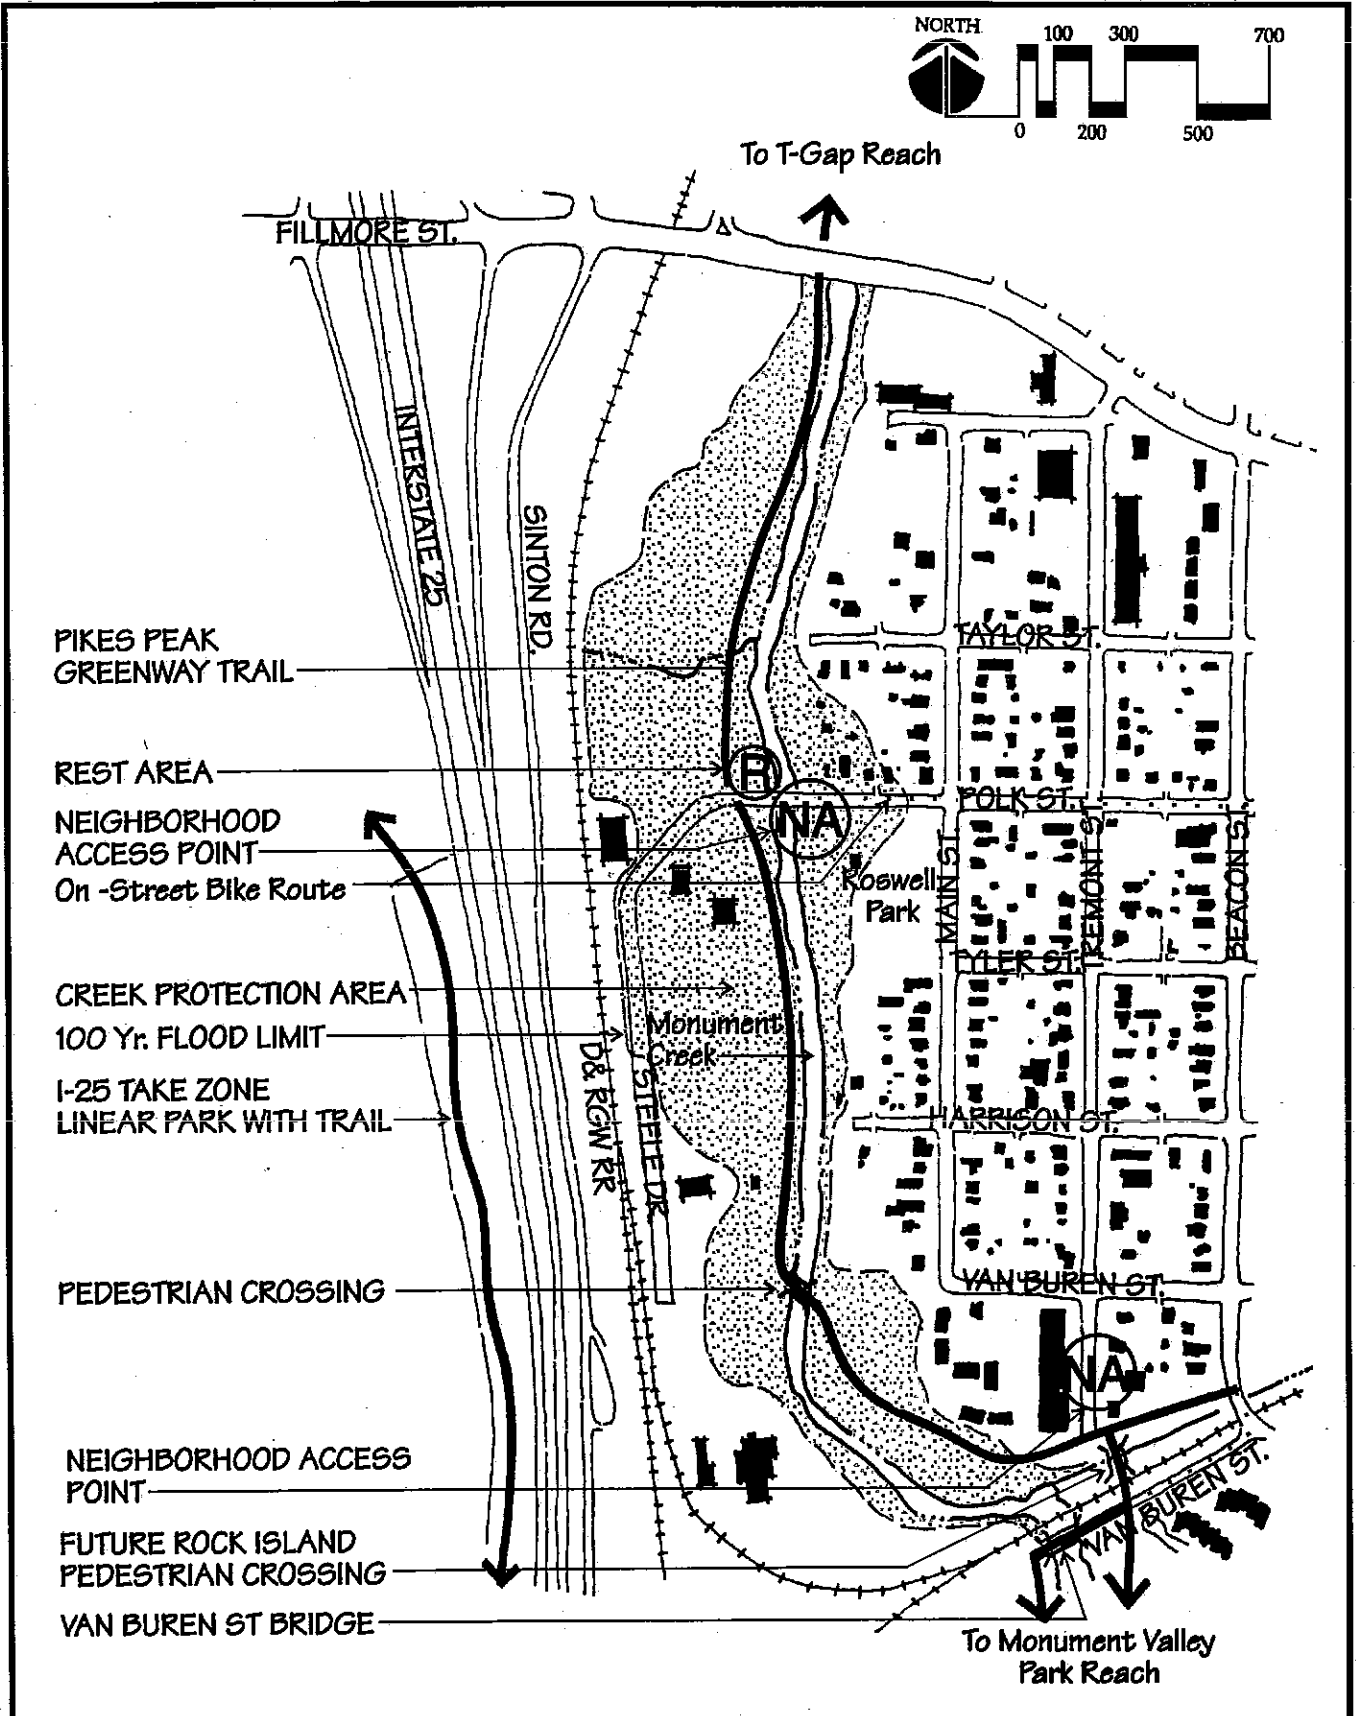 NORTH
100 300 700
0 200 500
To T-Gap Reach
FILLMORE ST.
INTERSTATE 25
SINTON RD.
PIKES PEAK
GREENWAY TRAIL
TAYLOR ST.
REST AREA
R
NEIGHBORHOOD
ACCESS POINT
NA
POLK ST.
On -Street Bike Route
Roswell
Park
MAIN ST
TREMONT ST
BEACON S.
TYLER ST.
CREEK PROTECTION AREA
100 Yr. FLOOD LIMIT
Monument
Creek
D& RGW RR
STEELE DR
I-25 TAKE ZONE
LINEAR PARK WITH TRAIL
HARRISON ST.
PEDESTRIAN CROSSING
VAN BUREN ST.
NA
NEIGHBORHOOD ACCESS
POINT
VAN BUREN ST.
FUTURE ROCK ISLAND
PEDESTRIAN CROSSING
VAN BUREN ST BRIDGE
To Monument Valley
Park Reach